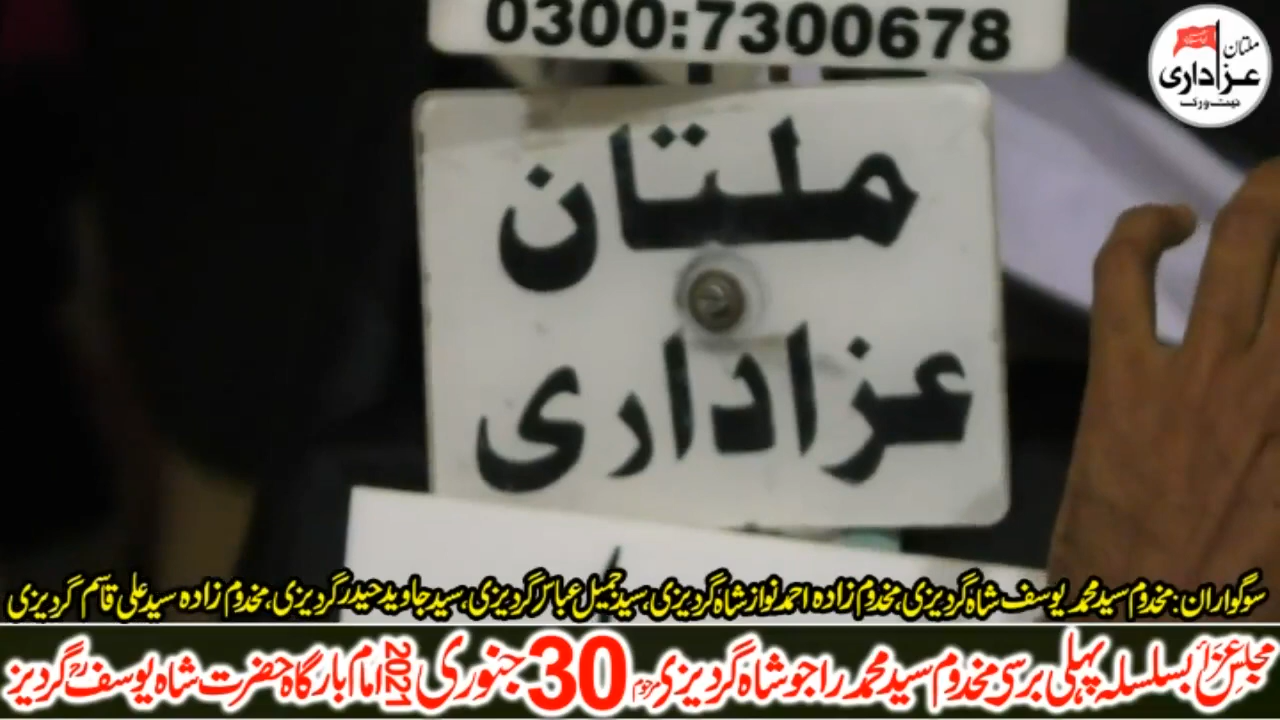 0300:7300678
ملتان
عزاداری
ملتان
عزاداری
نیٹ ورک
سوگواران: مخدوم سید محمد یوسف شاہ گردیزی، مخدوم زادہ احمد نواز شاہ گردیزی، سید جمیل عباس گردیزی، سید جاوید حیدر گردیزی، مخدوم زادہ سید علی قاسم گردیزی
مجلس عزا بسلسلہ پہلی برسی مخدوم سید محمد راجو شاہ گردیزی مرحوم 30 جنوری 2021 امام بارگاہ حضرت شاہ یوسف گردیز